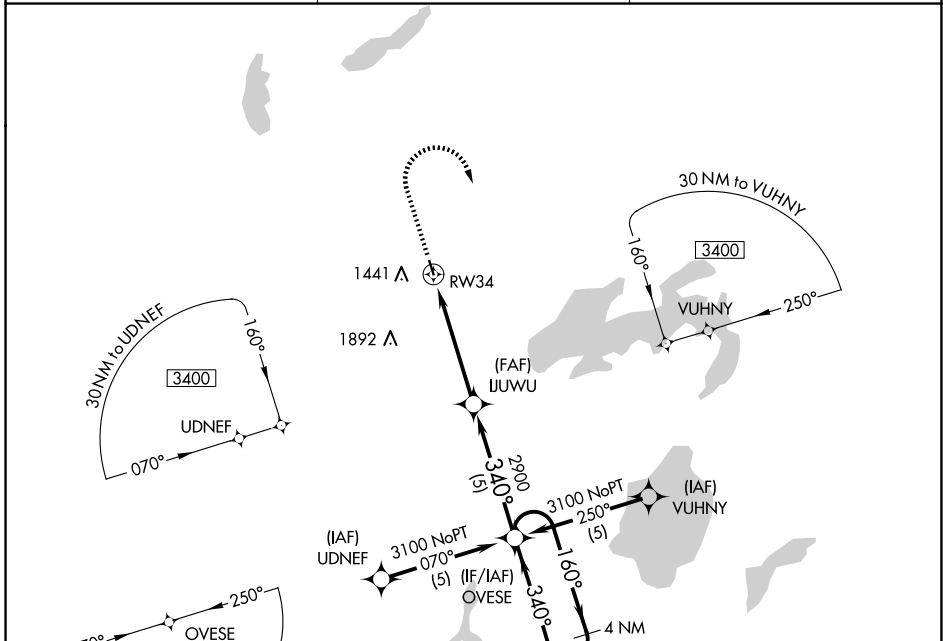 30 NM to VUHNY
160°
3400
250°
VUHNY
1441
RW34
30 NM to UDNEF
160°
3400
UDNEF
070°
1892
(FAF)
IJUWU
340°
(5)
2900
(IAF)
VUHNY
3100 NoPT
250°
(5)
(IAF)
UDNEF
3100 NoPT
070°
(5)
(IF/IAF)
OVESE
160°
340°
4 NM
250°
OVESE